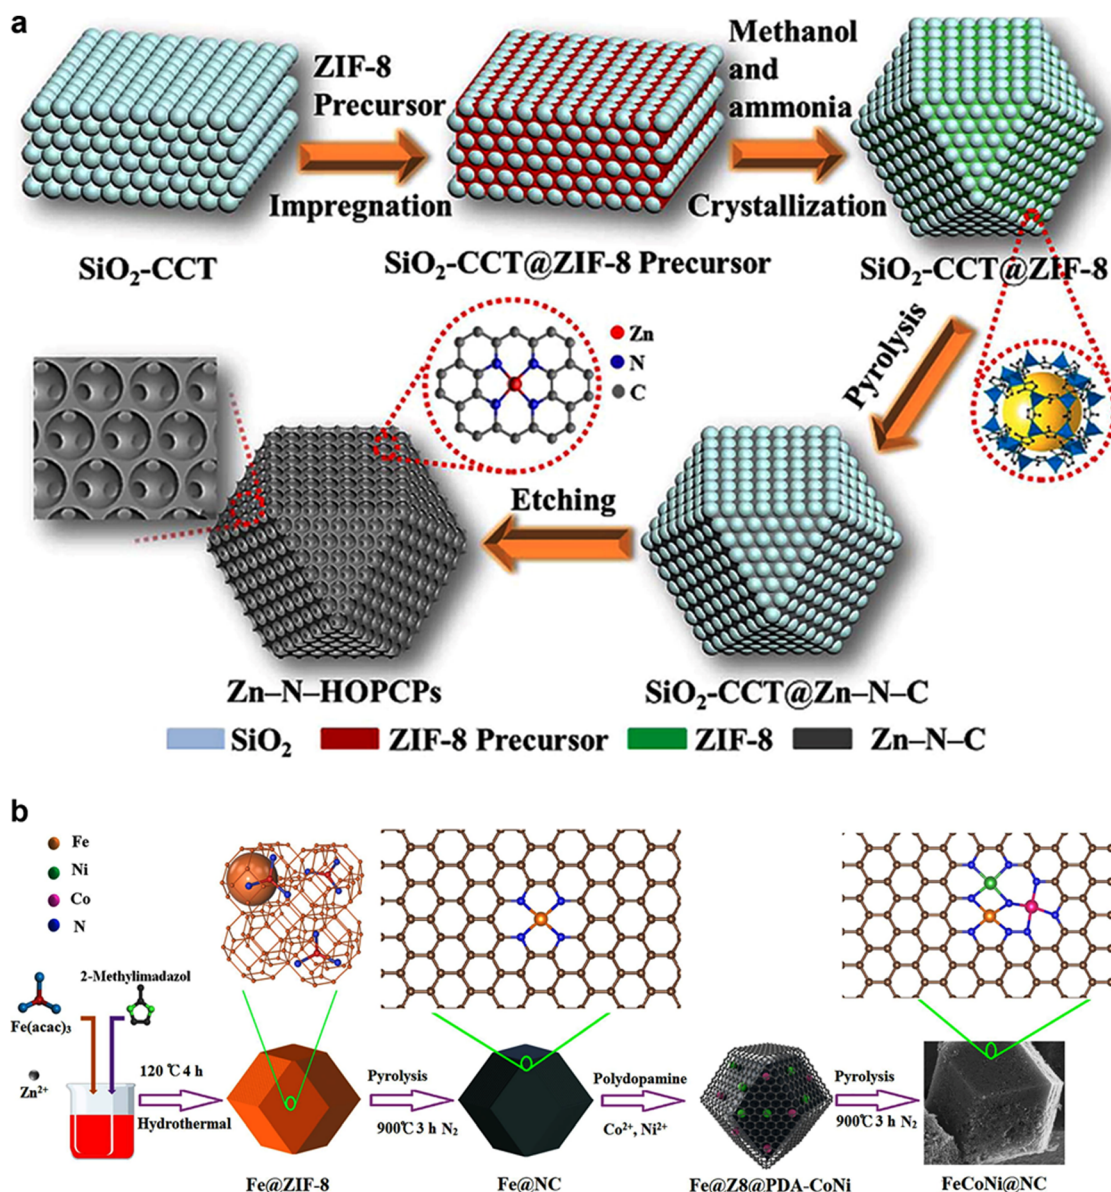 a
ZIF-8
Precursor
Impregnation
Methanol
and
ammonia
Crystallization
SiO₂-CCT
SiO₂-CCT@ZIF-8 Precursor
SiO₂-CCT@ZIF-8
Pyrolysis
Zn
N
C
Etching
Zn–N–HOPCPs
SiO₂-CCT@Zn–N–C
SiO₂
ZIF-8 Precursor
ZIF-8
Zn–N–C
b
Fe
Ni
Co
N
2-Methylimadazol
Fe(acac)₃
Zn²⁺
120 ℃ 4 h
Hydrothermal
Pyrolysis
900℃ 3 h N₂
Polydopamine
Co²⁺, Ni²⁺
Pyrolysis
900℃ 3 h N₂
Fe@ZIF-8
Fe@NC
Fe@Z8@PDA-CoNi
FeCoNi@NC